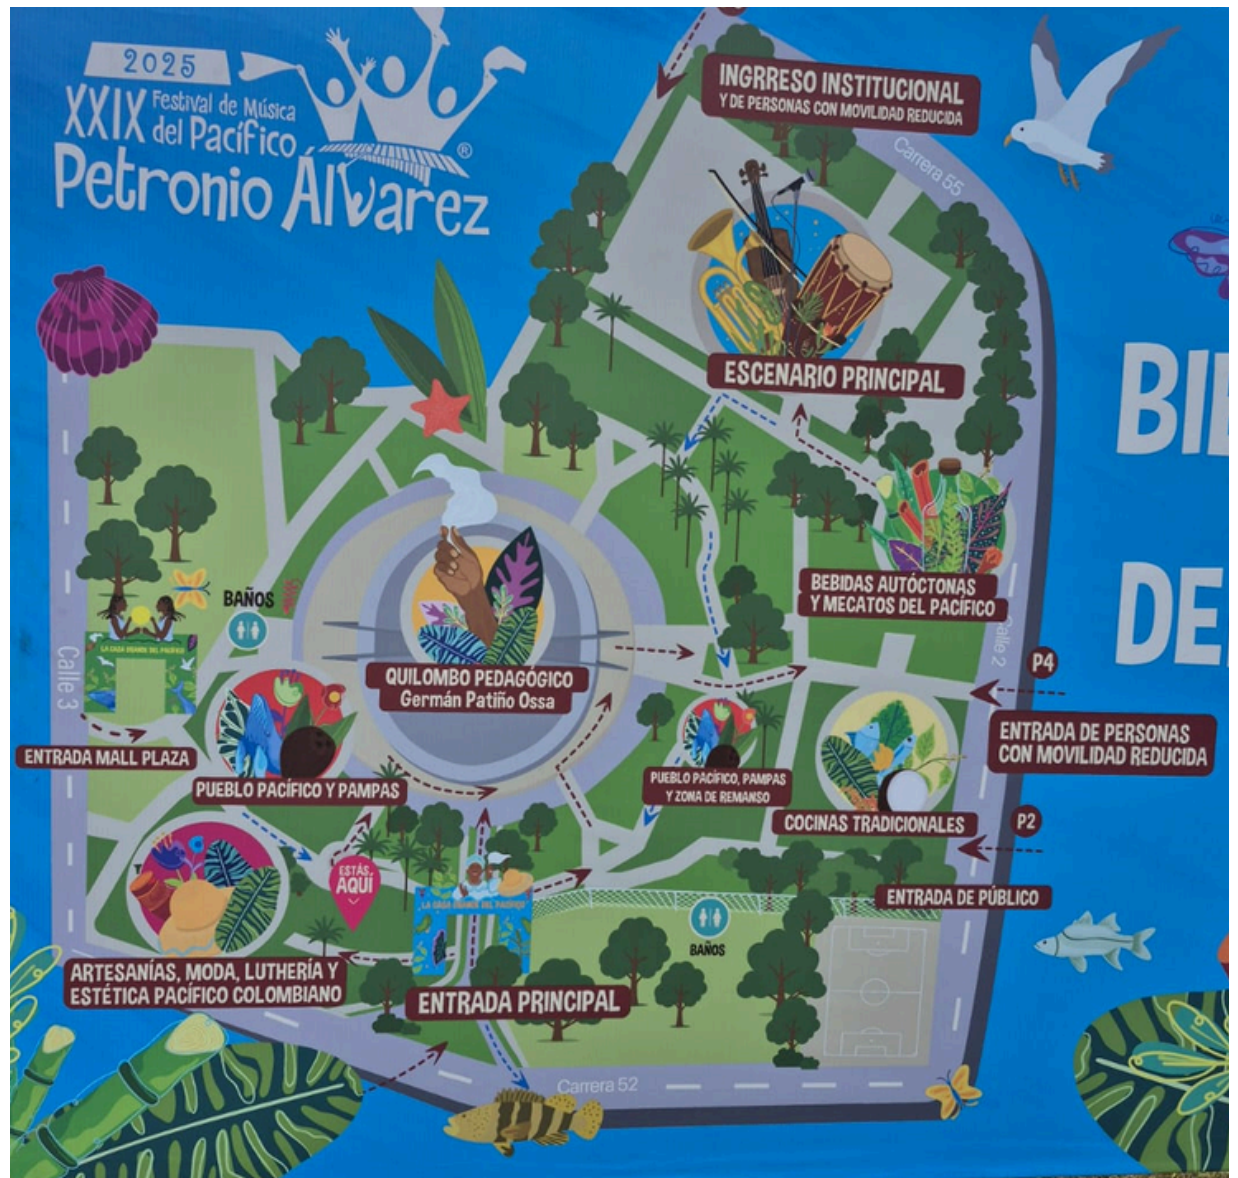 2025
XXIX Festival de Música
del Pacífico
Petronio Álvarez
®
INGRRESO INSTITUCIONAL
Y DE PERSONAS CON MOVILIDAD REDUCIDA
Carrera 55
ESCENARIO PRINCIPAL
BEBIDAS AUTÓCTONAS
Y MECATOS DEL PACÍFICO
Calle 2
BAÑOS
LA CASA GRANDE DEL PACÍFICO
Calle 3
QUILOMBO PEDAGÓGICO
Germán Patiño Ossa
P4
ENTRADA DE PERSONAS
CON MOVILIDAD REDUCIDA
ENTRADA MALL PLAZA
PUEBLO PACÍFICO Y PAMPAS
PUEBLO PACÍFICO, PAMPAS
Y ZONA DE REMANSO
COCINAS TRADICIONALES
P2
ESTÁS
AQUÍ
LA CASA GRANDE DEL PACÍFICO
ENTRADA DE PÚBLICO
BAÑOS
ARTESANÍAS, MODA, LUTHERÍA Y
ESTÉTICA PACÍFICO COLOMBIANO
ENTRADA PRINCIPAL
Carrera 52
BIE
DE